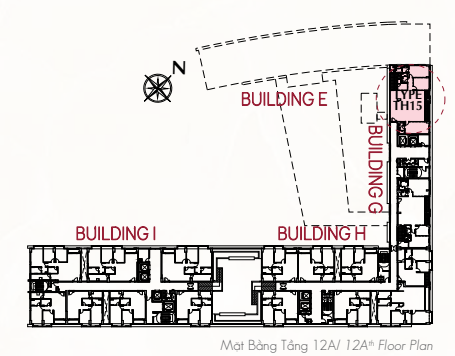 N
BUILDING E
TYPE
TH15
BUILDING G
BUILDING I
BUILDING H
Mặt Bằng Tầng 12A/ 12Aᵗʰ Floor Plan